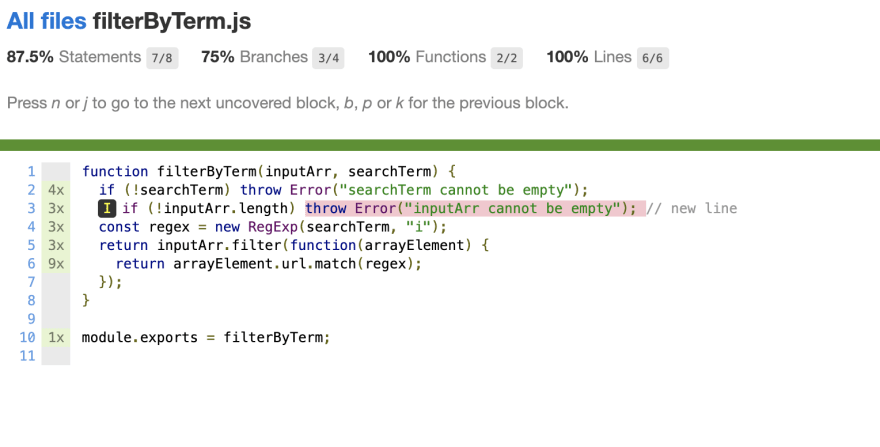 All files filterByTerm.js
87.5% Statements 7/8 75% Branches 3/4 100% Functions 2/2 100% Lines 6/6
Press n or j to go to the next uncovered block, b, p or k for the previous block.
1 function filterByTerm(inputArr, searchTerm) {
2 4x if (!searchTerm) throw Error("searchTerm cannot be empty");
3 3x I if (!inputArr.length) throw Error("inputArr cannot be empty"); // new line
4 3x const regex = new RegExp(searchTerm, "i");
5 3x return inputArr.filter(function(arrayElement) {
6 9x return arrayElement.url.match(regex);
7 });
8 }
9
10 1x module.exports = filterByTerm;
11